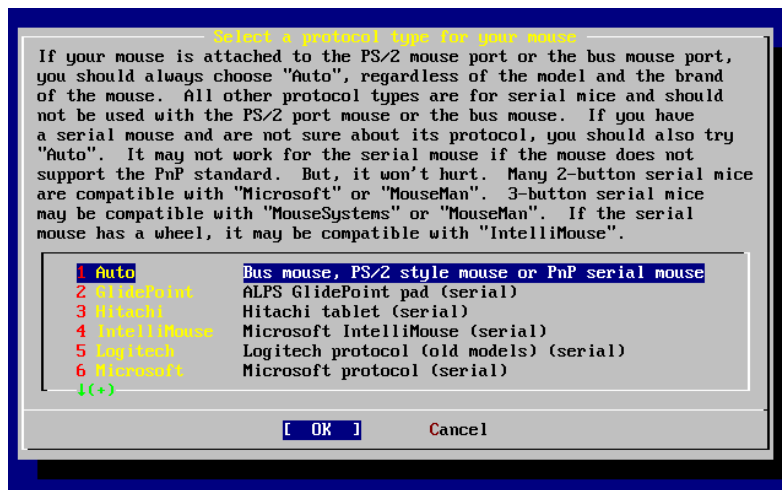 Select a protocol type for your mouse
If your mouse is attached to the PS/2 mouse port or the bus mouse port,
you should always choose "Auto", regardless of the model and the brand
of the mouse.  All other protocol types are for serial mice and should
not be used with the PS/2 port mouse or the bus mouse.  If you have
a serial mouse and are not sure about its protocol, you should also try
"Auto".  It may not work for the serial mouse if the mouse does not
support the PnP standard.  But, it won't hurt.  Many 2-button serial mice
are compatible with "Microsoft" or "MouseMan".  3-button serial mice
may be compatible with "MouseSystems" or "MouseMan".  If the serial
mouse has a wheel, it may be compatible with "IntelliMouse".
1 Auto Bus mouse, PS/2 style mouse or PnP serial mouse
2 GlidePoint ALPS GlidePoint pad (serial)
3 Hitachi Hitachi tablet (serial)
4 IntelliMouse Microsoft IntelliMouse (serial)
5 Logitech Logitech protocol (old models) (serial)
6 Microsoft Microsoft protocol (serial)
↓(+)
[ OK ] Cancel